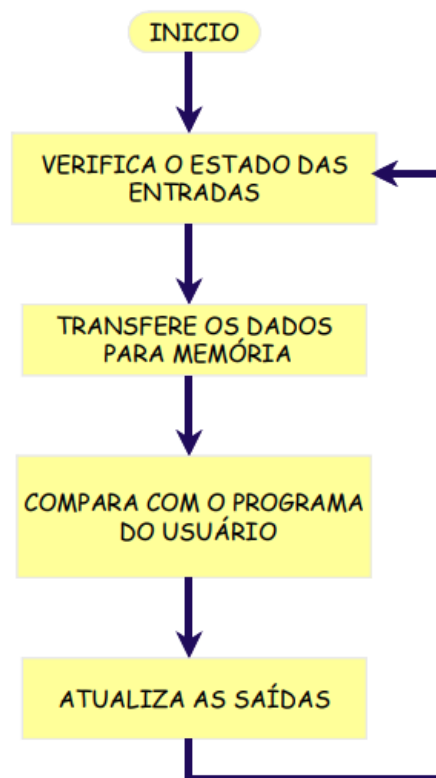 INICIO
VERIFICA O ESTADO DAS
ENTRADAS
TRANSFERE OS DADOS
PARA MEMÓRIA
COMPARA COM O PROGRAMA
DO USUÁRIO
ATUALIZA AS SAÍDAS